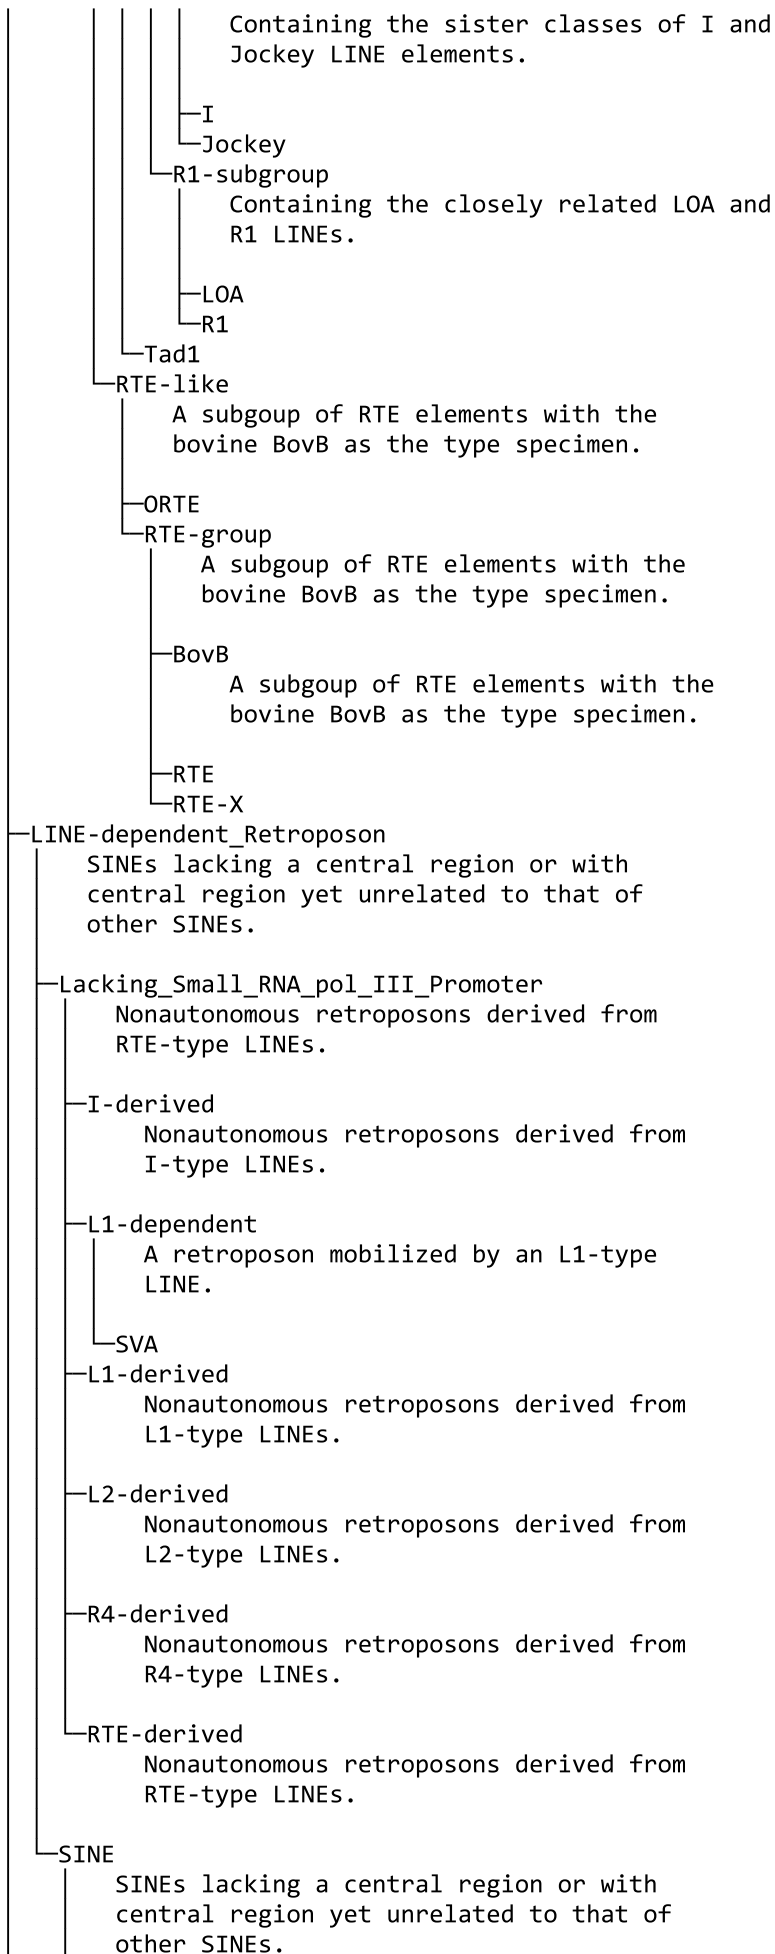 Containing the sister classes of I and
Jockey LINE elements.
I
Jockey
R1-subgroup
Containing the closely related LOA and
R1 LINEs.
LOA
R1
Tad1
RTE-like
A subgoup of RTE elements with the
bovine BovB as the type specimen.
ORTE
RTE-group
A subgoup of RTE elements with the
bovine BovB as the type specimen.
BovB
A subgoup of RTE elements with the
bovine BovB as the type specimen.
RTE
RTE-X
LINE-dependent_Retroposon
SINEs lacking a central region or with
central region yet unrelated to that of
other SINEs.
Lacking_Small_RNA_pol_III_Promoter
Nonautonomous retroposons derived from
RTE-type LINEs.
I-derived
Nonautonomous retroposons derived from
I-type LINEs.
L1-dependent
A retroposon mobilized by an L1-type
LINE.
SVA
L1-derived
Nonautonomous retroposons derived from
L1-type LINEs.
L2-derived
Nonautonomous retroposons derived from
L2-type LINEs.
R4-derived
Nonautonomous retroposons derived from
R4-type LINEs.
RTE-derived
Nonautonomous retroposons derived from
RTE-type LINEs.
SINE
SINEs lacking a central region or with
central region yet unrelated to that of
other SINEs.